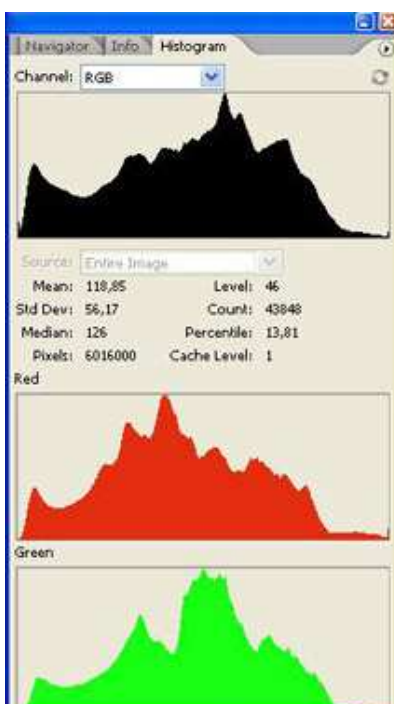 Navigator Info Histogram
Channel: RGB
Source: Entire Image
Mean: 118,85 Level: 46
Std Dev: 56,17 Count: 43848
Median: 126 Percentile: 13,81
Pixels: 6016000 Cache Level: 1
Red
Green